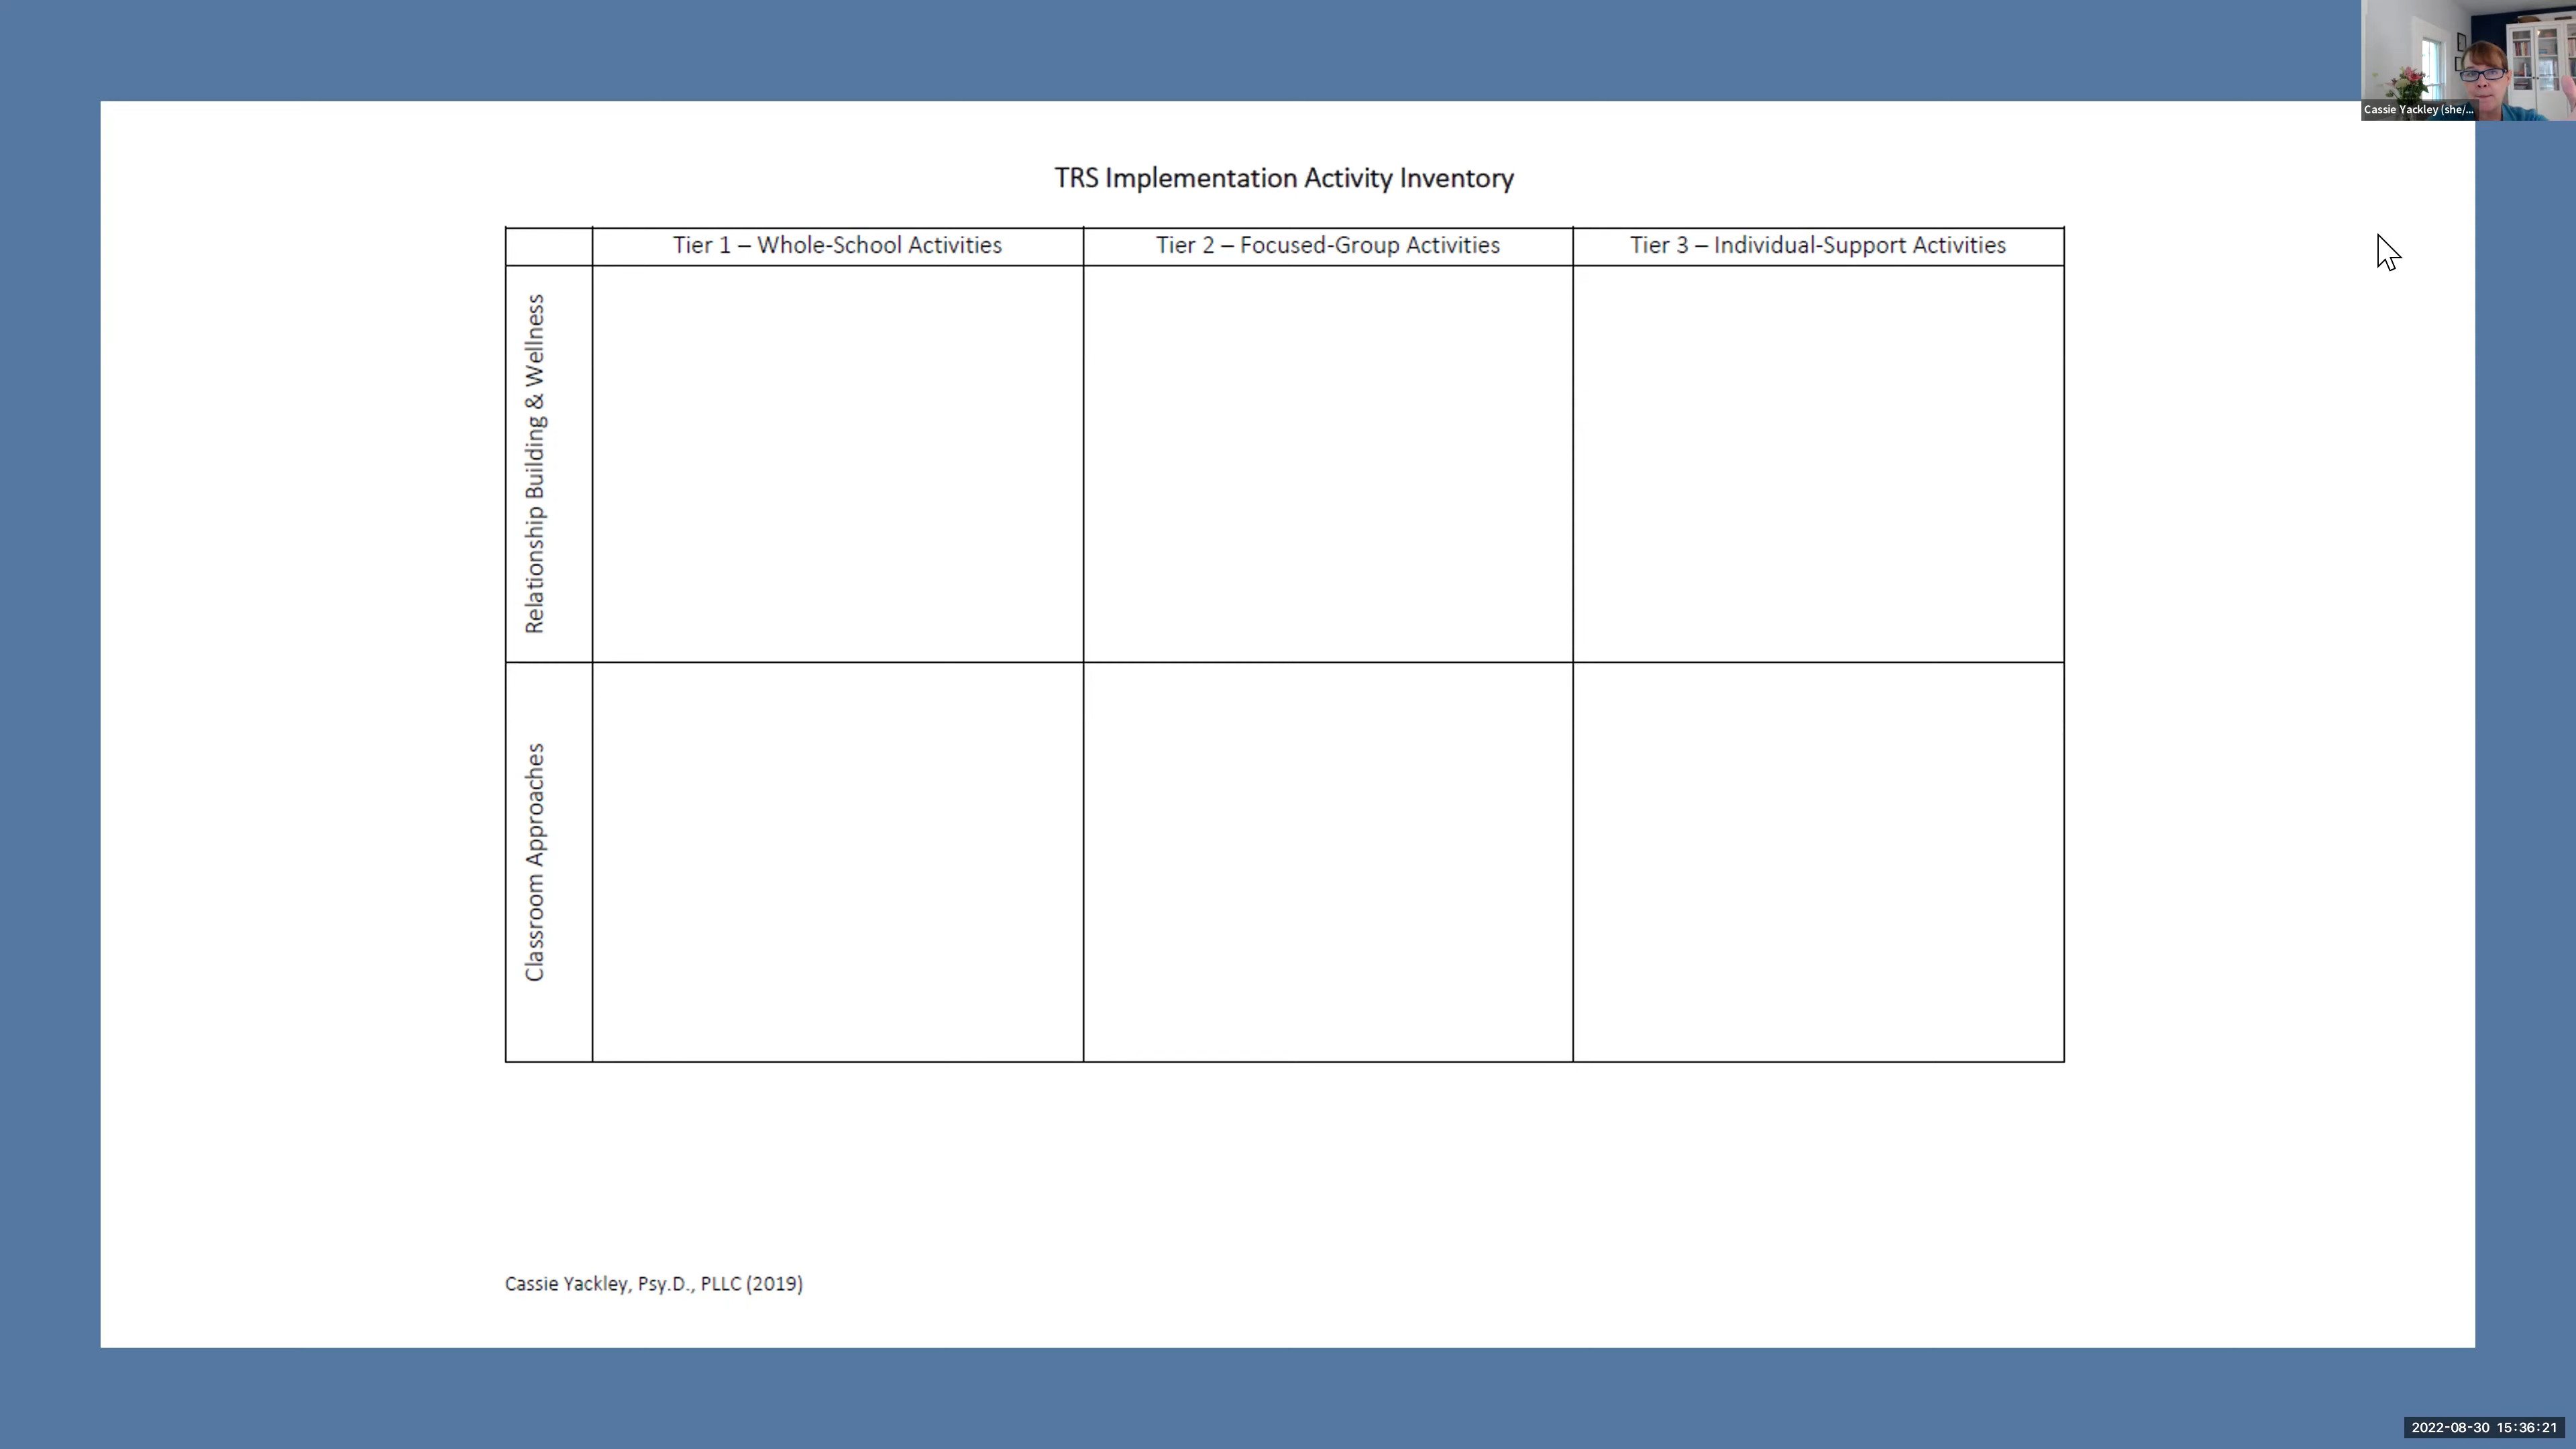 Cassie Yackley (she/...
TRS Implementation Activity Inventory
Tier 1 – Whole-School Activities
Tier 2 – Focused-Group Activities
Tier 3 – Individual-Support Activities
Relationship Building & Wellness
Classroom Approaches
Cassie Yackley, Psy.D., PLLC (2019)
2022-08-30 15:36:21